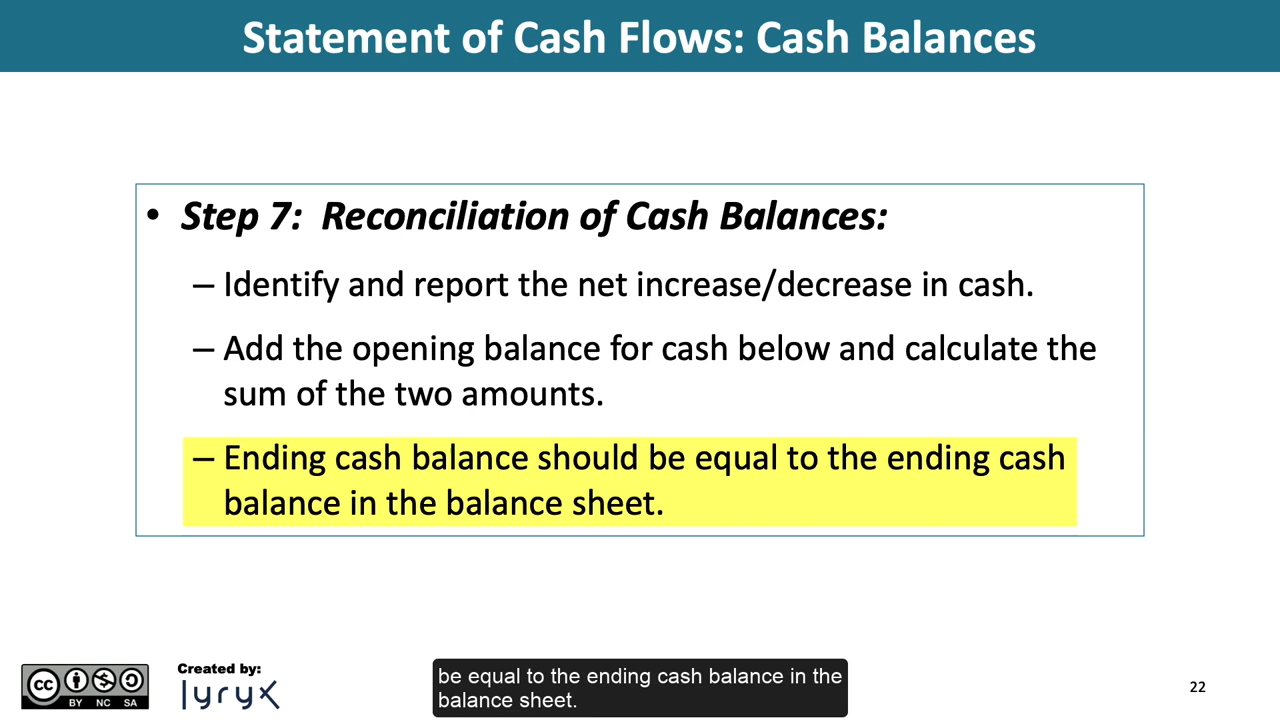 Statement of Cash Flows: Cash Balances
• Step 7: Reconciliation of Cash Balances:
– Identify and report the net increase/decrease in cash.
– Add the opening balance for cash below and calculate the
sum of the two amounts.
– Ending cash balance should be equal to the ending cash
balance in the balance sheet.
cc
BY NC SA
Created by:
lyryx
be equal to the ending cash balance in the
balance sheet.
22